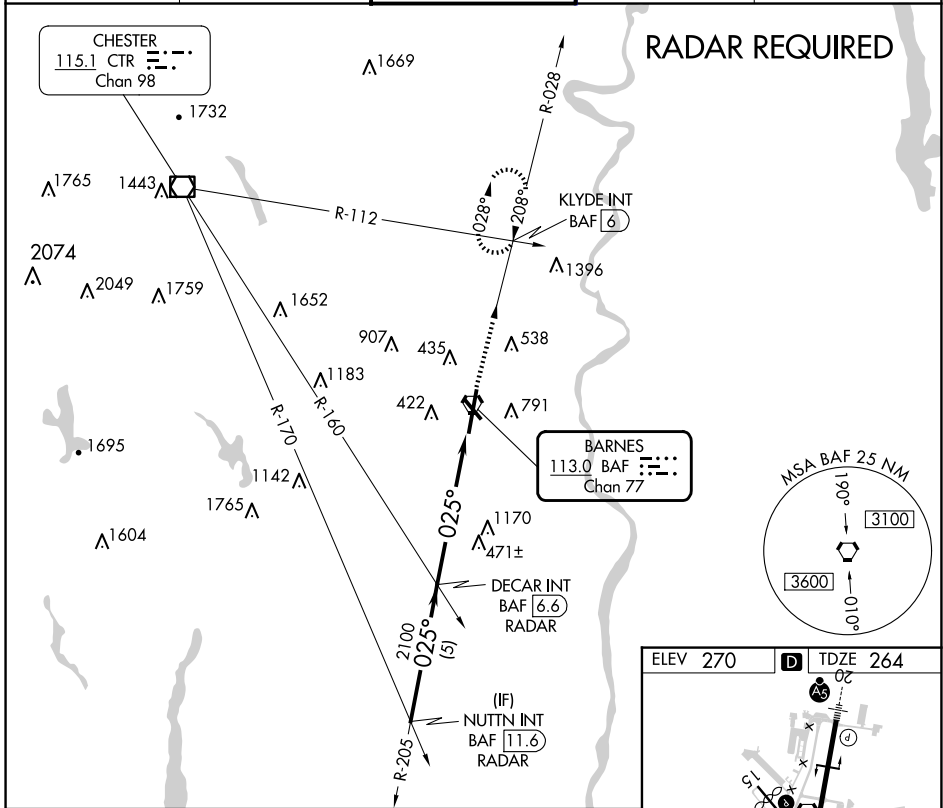 RADAR REQUIRED
CHESTER
115.1 CTR
Chan 98
1669
1732
R-028
1765
1443
R-112
028°
208°
KLYDE INT
BAF 6
2074
2049
1759
1396
1652
907
435
538
1183
422
791
R-170
R-160
BARNES
113.0 BAF
Chan 77
1695
1142
1765
025°
1170
471±
1604
MSA BAF 25 NM
190°
3100
3600
010°
DECAR INT
BAF 6.6
RADAR
2100
025°
(5)
(IF)
NUTTN INT
BAF 11.6
RADAR
R-205
ELEV 270 D TDZE 264
20
A5
P
15